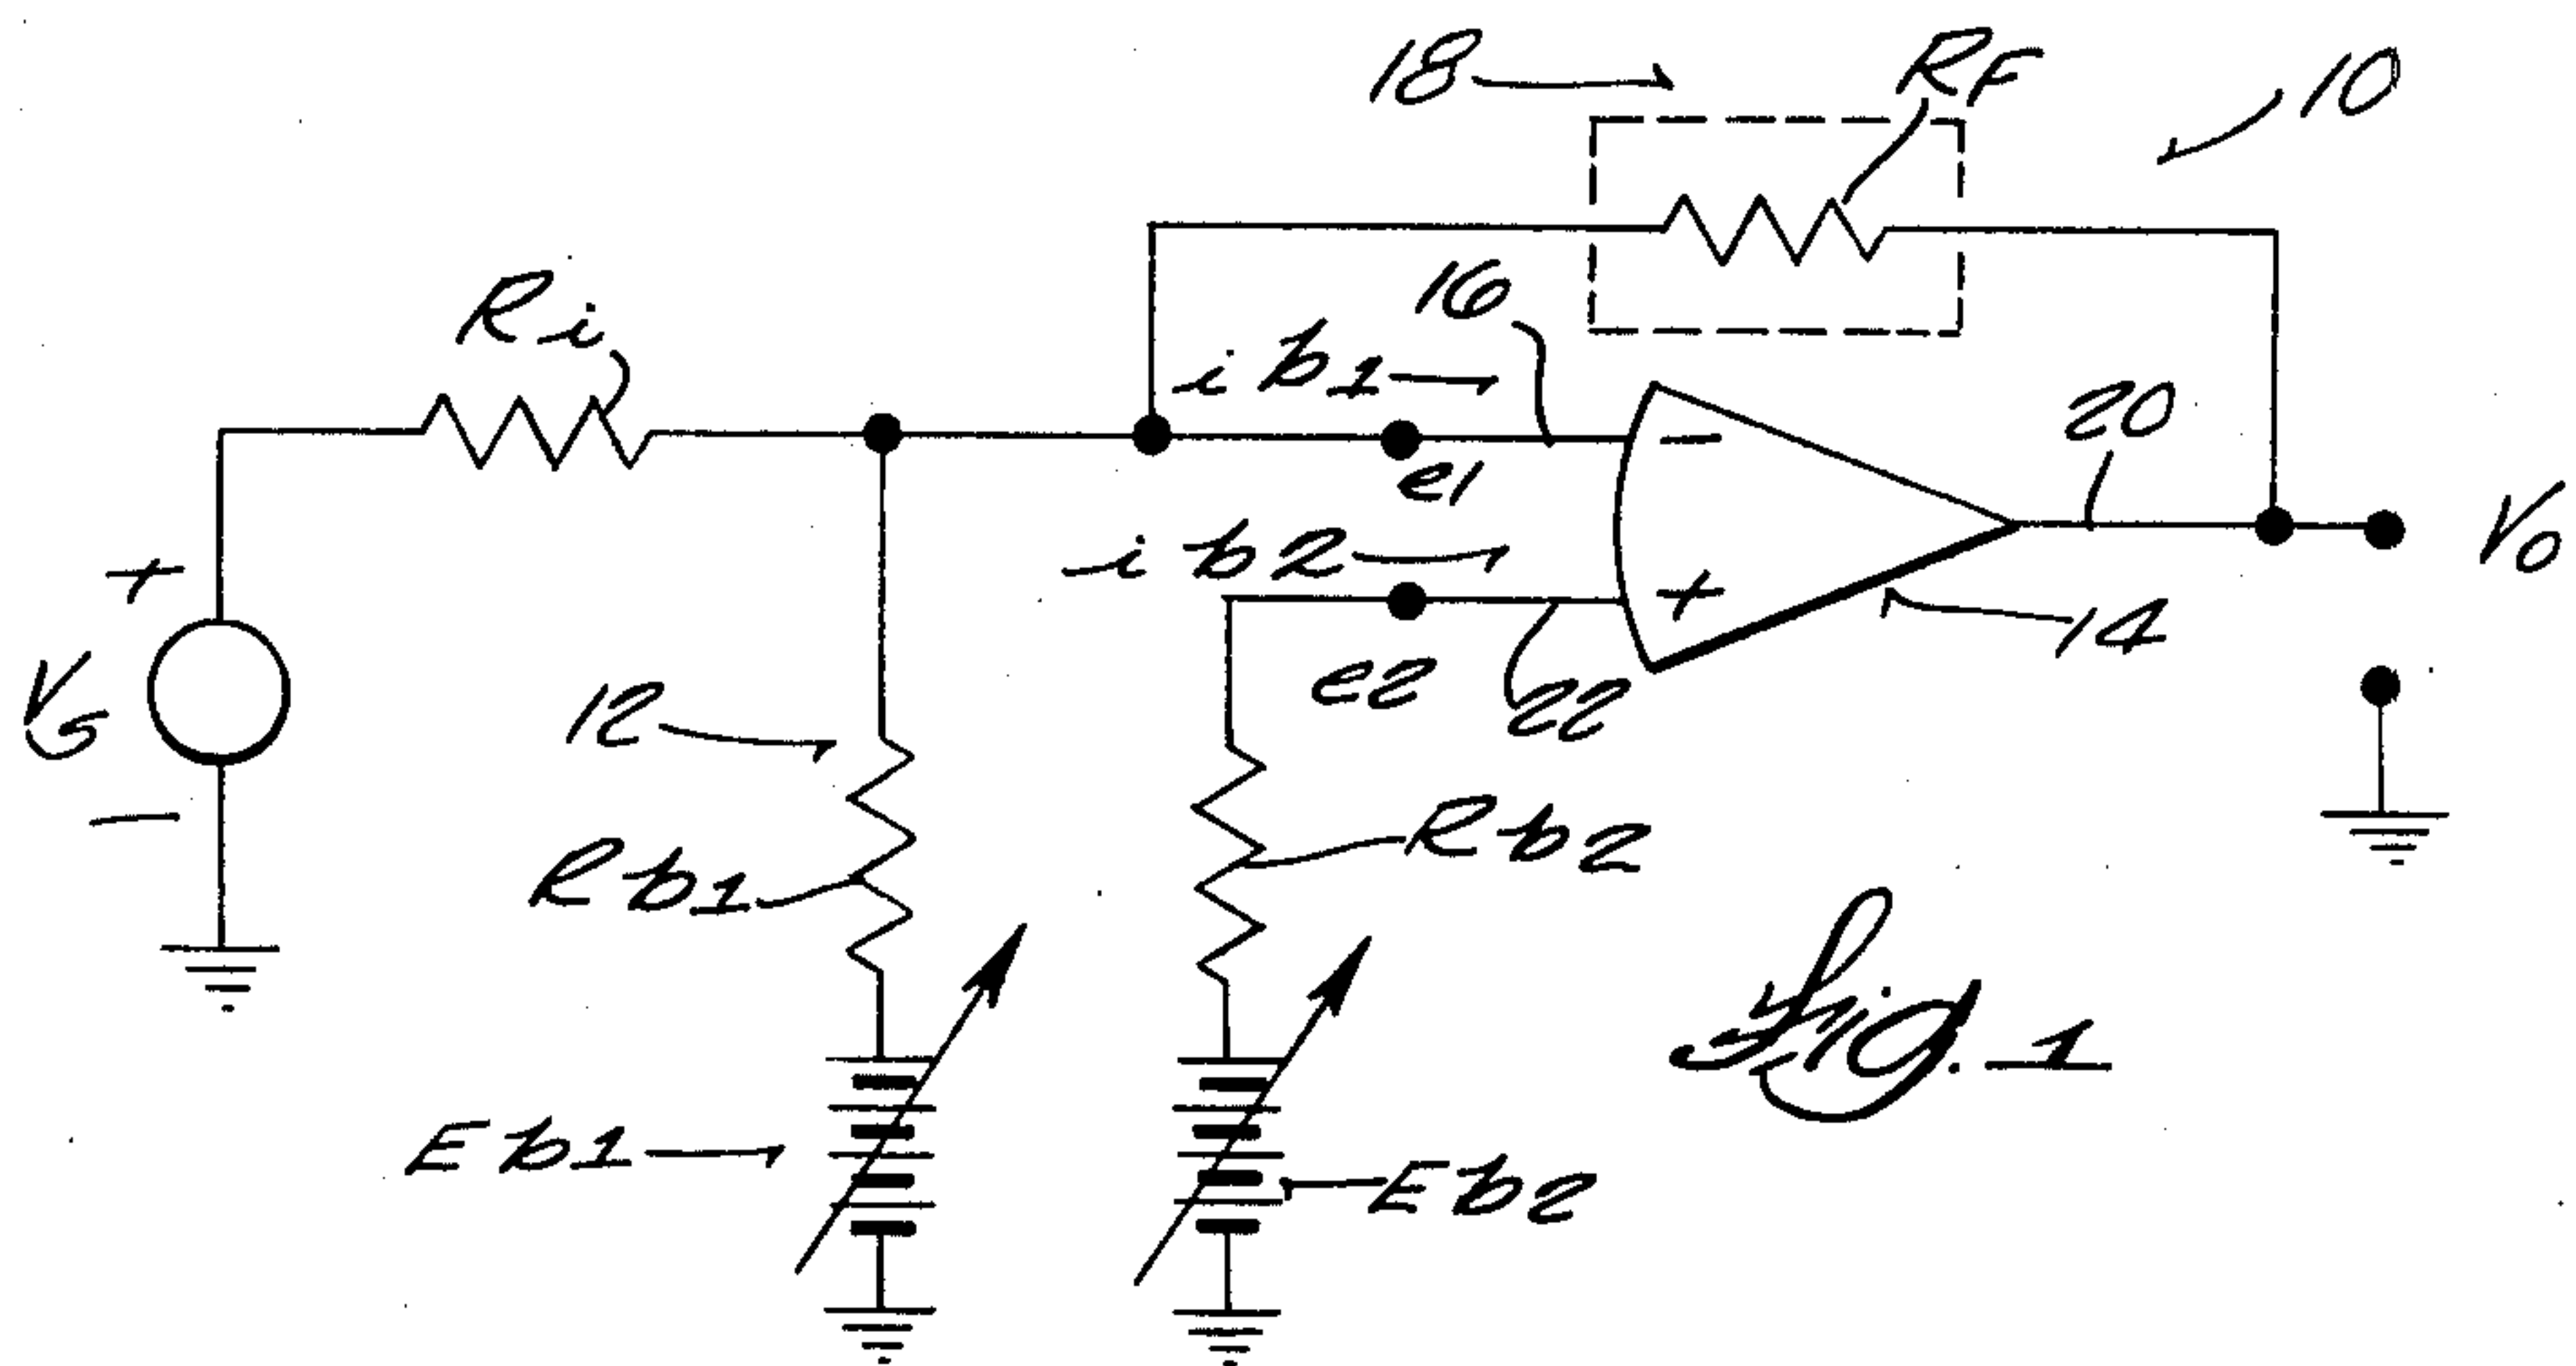 18
RF
10
Ri
16
ib1
e1
20
+
−
ib2
Vo
+
14
Vs
−
e2
22
12
Rb1
Rb2
Fig. 1
Eb1
Eb2